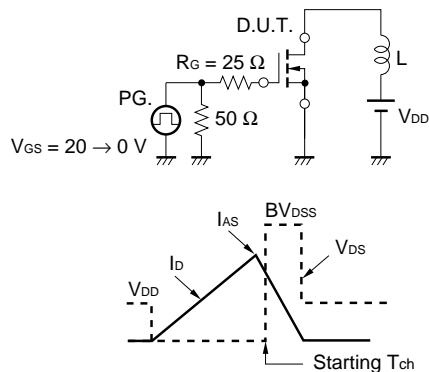 D.U.T.
RG = 25 Ω
L
PG.
50 Ω
VDD
VGS = 20 → 0 V
BVDSS
IAS
ID
VDS
VDD
Starting Tch